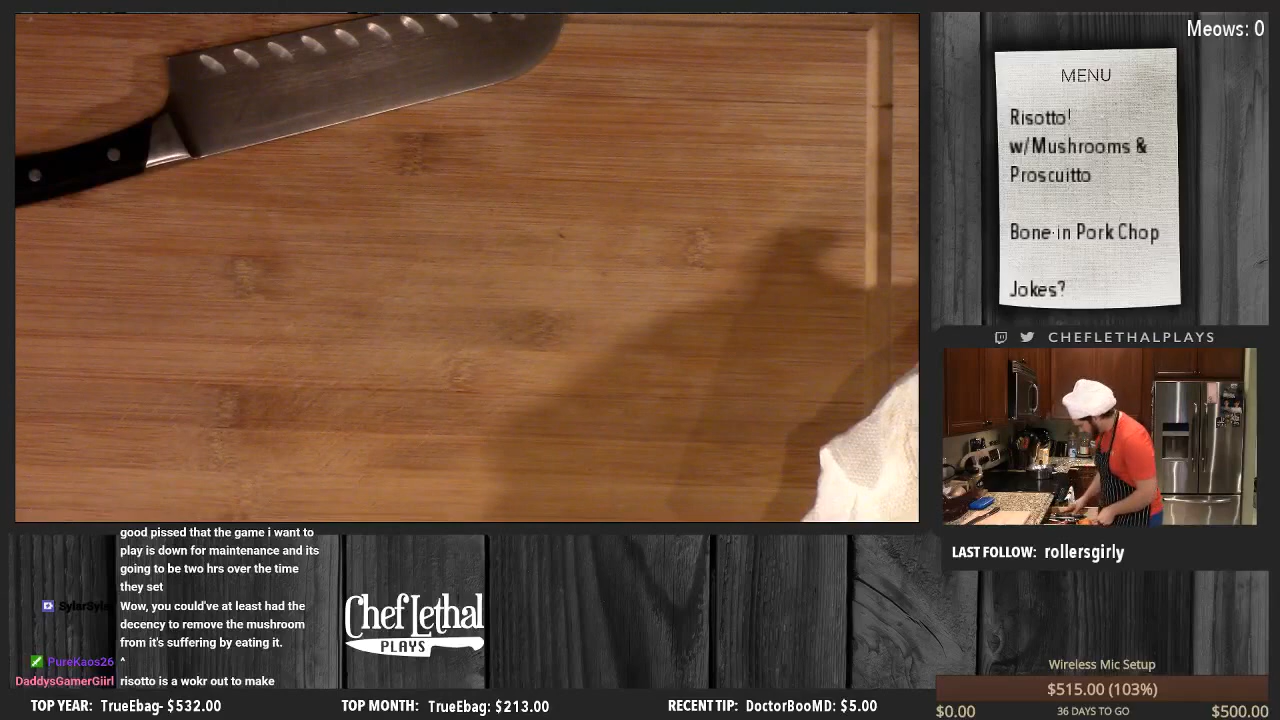 Meows: 0
MENU
Risotto!
w/Mushrooms &
Proscuitto
Bone-in Pork Chop
Jokes?
CHEFLETHALPLAYS
LAST FOLLOW: rollersgirly
good pissed that the game i want to
play is down for maintenance and its
going to be two hrs over the time
they set
Wow, you could've at least had the
decency to remove the mushroom
from it's suffering by eating it.
PureKaos26 ^
DaddysGamerGiirl risotto is a wokr out to make
Chef Lethal
PLAYS
Wireless Mic Setup
$515.00 (103%)
$0.00 36 DAYS TO GO $500.00
TOP YEAR: TrueEbag- $532.00
TOP MONTH: TrueEbag: $213.00
RECENT TIP: DoctorBooMD: $5.00